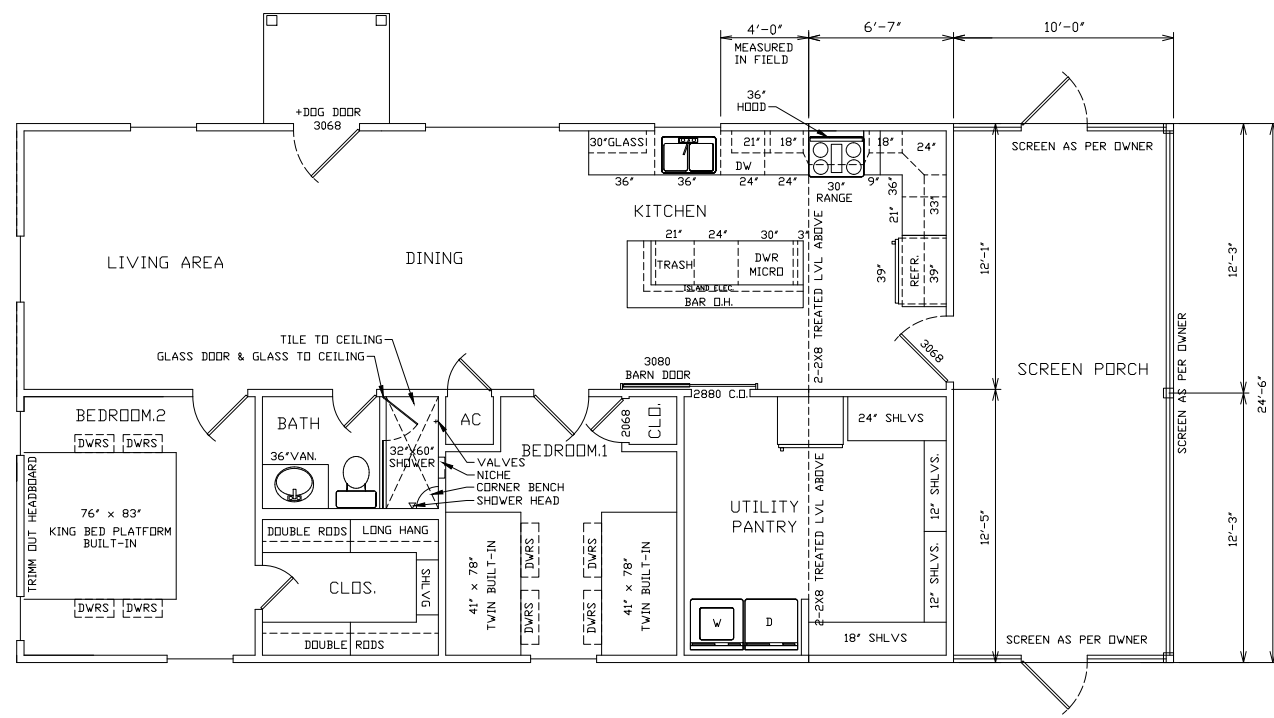 4'-0"
6'-7"
10'-0"
MEASURED
IN FIELD
36"
HOOD
+DOG DOOR
3068
30"GLASS
21"
18"
18"
24"
DW
36"
36"
24"
24"
30"
RANGE
9"
36"
21"
33"
SCREEN AS PER OWNER
KITCHEN
21"
24"
30"
3"
TRASH
DWR
MICRO
ISLAND ELEC.
BAR O.H.
39"
REFR.
39"
2-2X8 TREATED LVL ABOVE
12'-1"
12'-3"
LIVING AREA
DINING
TILE TO CEILING
GLASS DOOR & GLASS TO CEILING
3080
BARN DOOR
2880 C.O.
3068
SCREEN PORCH
SCREEN AS PER OWNER
24'-6"
BEDROOM.2
DWRS
DWRS
BATH
36"VAN.
32"X60"
SHOWER
AC
BEDROOM.1
2068
CLO.
VALVES
NICHE
CORNER BENCH
SHOWER HEAD
24" SHLVS
12" SHLVS.
TRIMM OUT HEADBOARD
76" x 83"
KING BED PLATFORM
BUILT-IN
DWRS
DWRS
DOUBLE RODS
LONG HANG
CLOS.
SHLVG
DOUBLE RODS
41" x 78"
TWIN BUILT-IN
DWRS
DWRS
DWRS
DWRS
41" x 78"
TWIN BUILT-IN
UTILITY
PANTRY
2-2X8 TREATED LVL ABOVE
12" SHLVS.
12'-5"
12'-3"
W
D
18" SHLVS
SCREEN AS PER OWNER